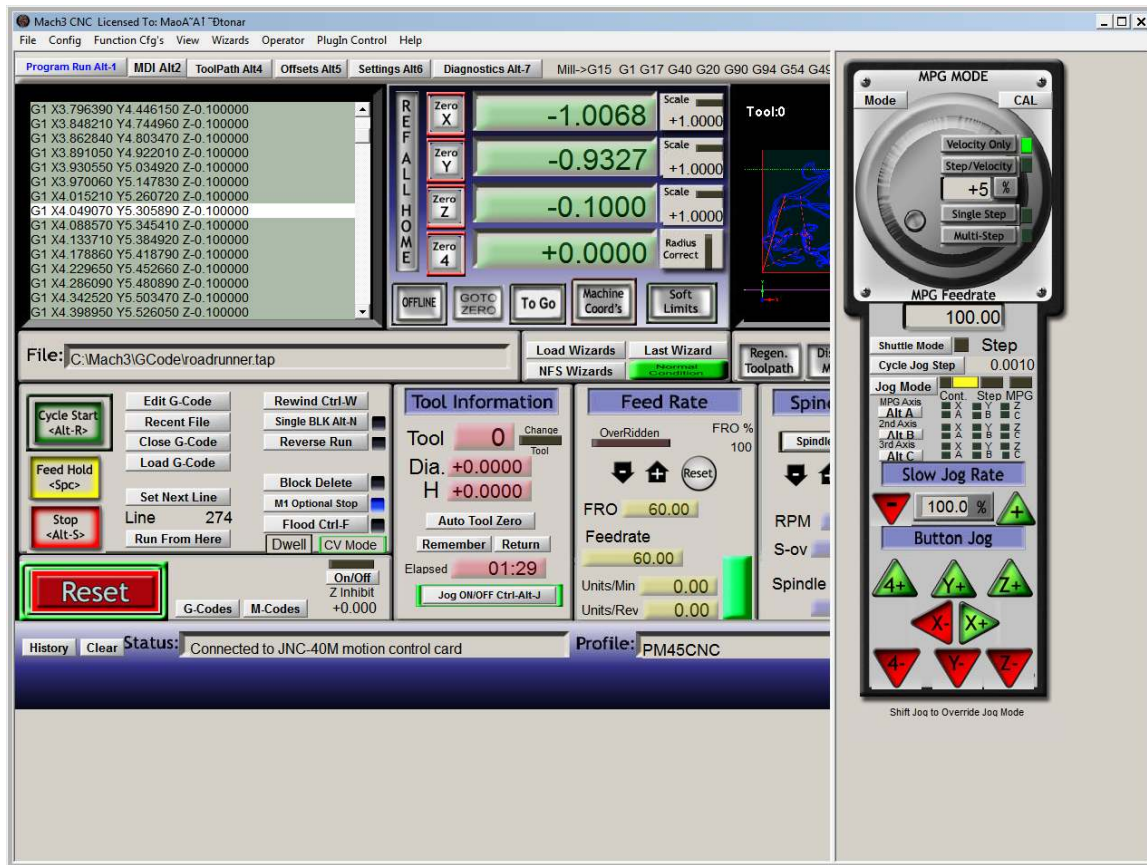 Mach3 CNC Licensed To: MaoA˜A1 ˜Ðtonar
File Config Function Cfg's View Wizards Operator PlugIn Control Help
Program Run Alt-1 MDI Alt2 ToolPath Alt4 Offsets Alt5 Settings Alt6 Diagnostics Alt-7 Mill->G15 G1 G17 G40 G20 G90 G94 G54 G49
G1 X3.796390 Y4.446150 Z-0.100000
G1 X3.848210 Y4.744960 Z-0.100000
G1 X3.862840 Y4.803470 Z-0.100000
G1 X3.891050 Y4.922010 Z-0.100000
G1 X3.930550 Y5.034920 Z-0.100000
G1 X3.970060 Y5.147830 Z-0.100000
G1 X4.015210 Y5.260720 Z-0.100000
G1 X4.049070 Y5.305890 Z-0.100000
G1 X4.088570 Y5.345410 Z-0.100000
G1 X4.133710 Y5.384920 Z-0.100000
G1 X4.178860 Y5.418790 Z-0.100000
G1 X4.229650 Y5.452660 Z-0.100000
G1 X4.286090 Y5.480890 Z-0.100000
G1 X4.342520 Y5.503470 Z-0.100000
G1 X4.398950 Y5.526050 Z-0.100000
REF ALL HOME
Zero X -1.0068 Scale +1.0000
Zero Y -0.9327 Scale +1.0000
Zero Z -0.1000 Scale +1.0000
Zero 4 +0.0000 Radius Correct
OFFLINE GOTO ZERO To Go Machine Coord's Soft Limits
Tool:0
File: C:\Mach3\GCode\roadrunner.tap
Load Wizards Last Wizard
NFS Wizards Normal Condition
Regen. Toolpath
Cycle Start <Alt-R>
Feed Hold <Spc>
Stop <Alt-S>
Edit G-Code
Recent File
Close G-Code
Load G-Code
Set Next Line
Line 274
Run From Here
Rewind Ctrl-W
Single BLK Alt-N
Reverse Run
Block Delete
M1 Optional Stop
Flood Ctrl-F
Dwell CV Mode
Reset
G-Codes M-Codes
On/Off
Z Inhibit
+0.000
Tool Information
Tool 0 Change Tool
Dia. +0.0000
H +0.0000
Auto Tool Zero
Remember Return
Elapsed 01:29
Jog ON/OFF Ctrl-Alt-J
Feed Rate
OverRidden FRO %
100
Reset
FRO 60.00
Feedrate
60.00
Units/Min 0.00
Units/Rev 0.00
Spin
Spindle
RPM
S-ov
Spindle
History Clear Status: Connected to JNC-40M motion control card Profile: PM45CNC
MPG MODE
Mode CAL
Velocity Only
Step/Velocity
+5 %
Single Step
Multi-Step
MPG Feedrate
100.00
Shuttle Mode Step
Cycle Jog Step 0.0010
Jog Mode Cont. Step MPG
MPG Axis X Y Z
Alt A A B C
2nd Axis X Y Z
Alt B A B C
3rd Axis X Y Z
Alt C A B C
Slow Jog Rate
- 100.0 % +
Button Jog
4+ Y+ Z+
X- X+
4- Y- Z-
Shift Jog to Override Jog Mode